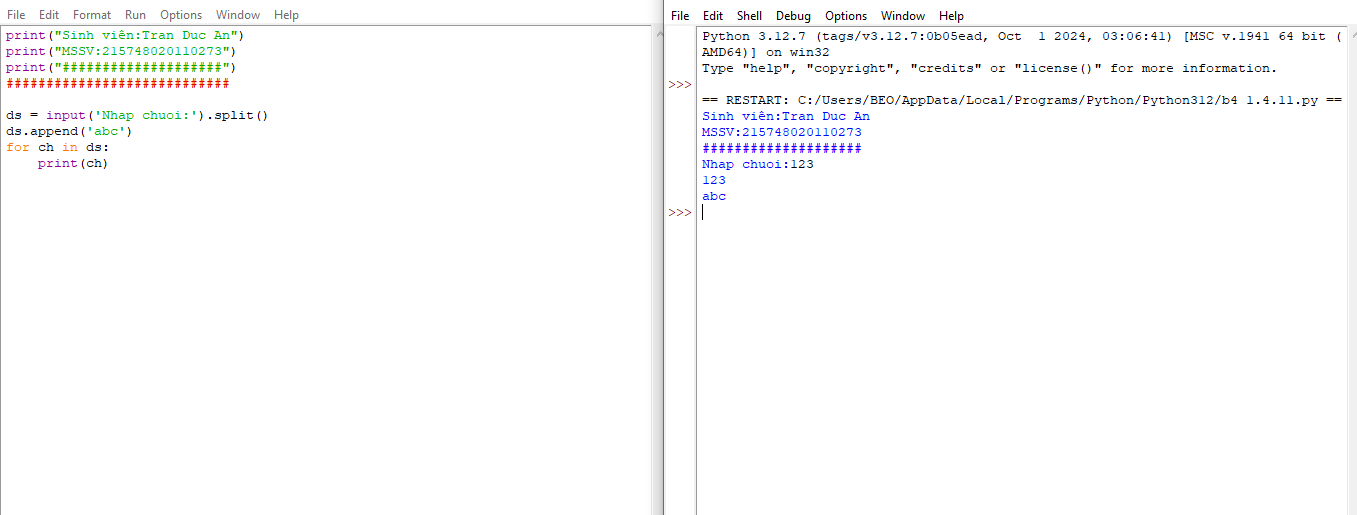 File Edit Format Run Options Window Help
print("Sinh viên:Tran Duc An")
print("MSSV:215748020110273")
print("####################")
############################
ds = input('Nhap chuoi:').split()
ds.append('abc')
for ch in ds:
    print(ch)
File Edit Shell Debug Options Window Help
Python 3.12.7 (tags/v3.12.7:0b05ead, Oct  1 2024, 03:06:41) [MSC v.1941 64 bit (
AMD64)] on win32
Type "help", "copyright", "credits" or "license()" for more information.
>>>
== RESTART: C:/Users/BEO/AppData/Local/Programs/Python/Python312/b4 1.4.11.py ==
Sinh viên:Tran Duc An
MSSV:215748020110273
####################
Nhap chuoi:123
123
abc
>>>